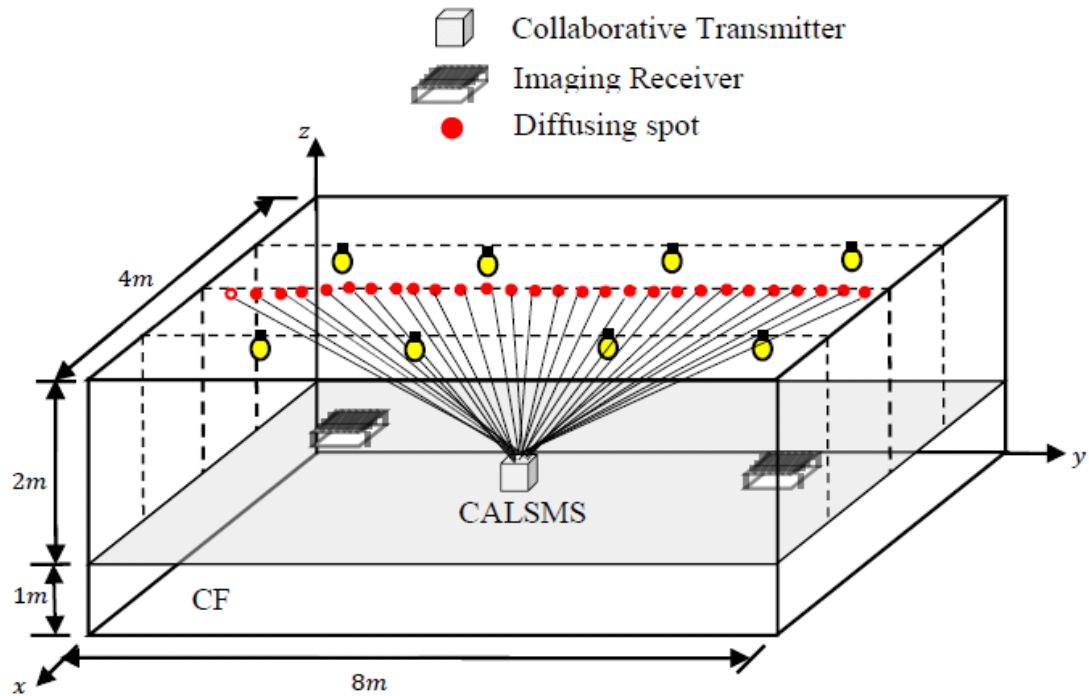 Collaborative Transmitter
Imaging Receiver
Diffusing spot
z
4m
2m
y
CALSMS
1m
CF
x
8m